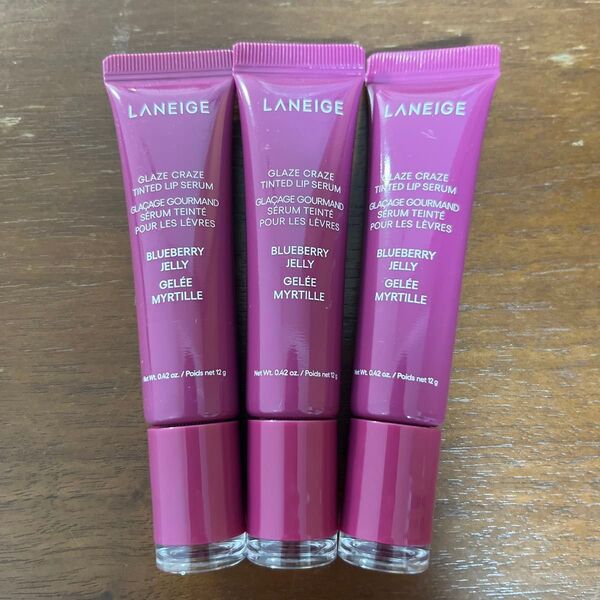 LANEIGE
GLAZE CRAZE
TINTED LIP SERUM
GLAÇAGE GOURMAND
SÉRUM TEINTÉ
POUR LES LÈVRES
BLUEBERRY
JELLY
GELÉE
MYRTILLE
Net Wt. 0.42 oz. / Poids net 12 g
LANEIGE
GLAZE CRAZE
TINTED LIP SERUM
GLAÇAGE GOURMAND
SÉRUM TEINTÉ
POUR LES LÈVRES
BLUEBERRY
JELLY
GELÉE
MYRTILLE
Net Wt. 0.42 oz. / Poids net 12 g
LANEIGE
GLAZE CRAZE
TINTED LIP SERUM
GLAÇAGE GOURMAND
SÉRUM TEINTÉ
POUR LES LÈVRES
BLUEBERRY
JELLY
GELÉE
MYRTILLE
Net Wt. 0.42 oz. / Poids net 12 g